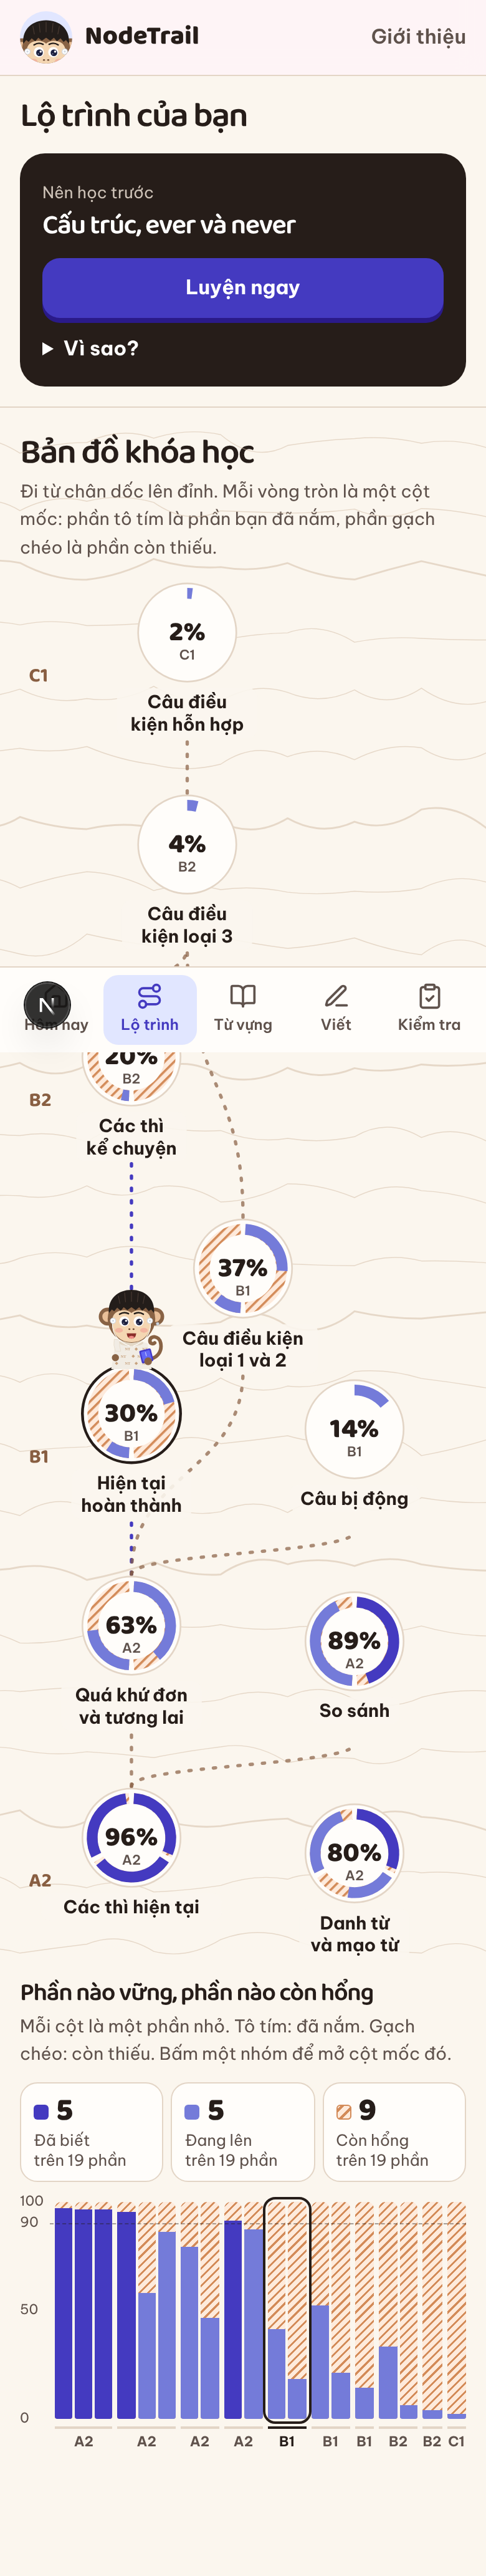 NodeTrail
Giới thiệu
Lộ trình của bạn
Nên học trước
Cấu trúc, ever và never
Luyện ngay
Vì sao?
Bản đồ khóa học
Đi từ chân dốc lên đỉnh. Mỗi vòng tròn là một cột
mốc: phần tô tím là phần bạn đã nắm, phần gạch
chéo là phần còn thiếu.
2%
C1
C1
Câu điều
kiện hỗn hợp
4%
B2
Câu điều
kiện loại 3
N
Hôm nay
Lộ trình
Từ vựng
Viết
Kiểm tra
20%
B2
B2
Các thì
kể chuyện
37%
B1
Câu điều kiện
loại 1 và 2
30%
B1
14%
B1
B1
Hiện tại
hoàn thành
Câu bị động
63%
A2
89%
A2
Quá khứ đơn
và tương lai
So sánh
96%
A2
80%
A2
A2
Các thì hiện tại
Danh từ
và mạo từ
Phần nào vững, phần nào còn hổng
Mỗi cột là một phần nhỏ. Tô tím: đã nắm. Gạch
chéo: còn thiếu. Bấm một nhóm để mở cột mốc đó.
5
Đã biết
trên 19 phần
5
Đang lên
trên 19 phần
9
Còn hổng
trên 19 phần
100
90
50
0
A2 A2 A2 A2 B1 B1 B1 B2 B2 C1